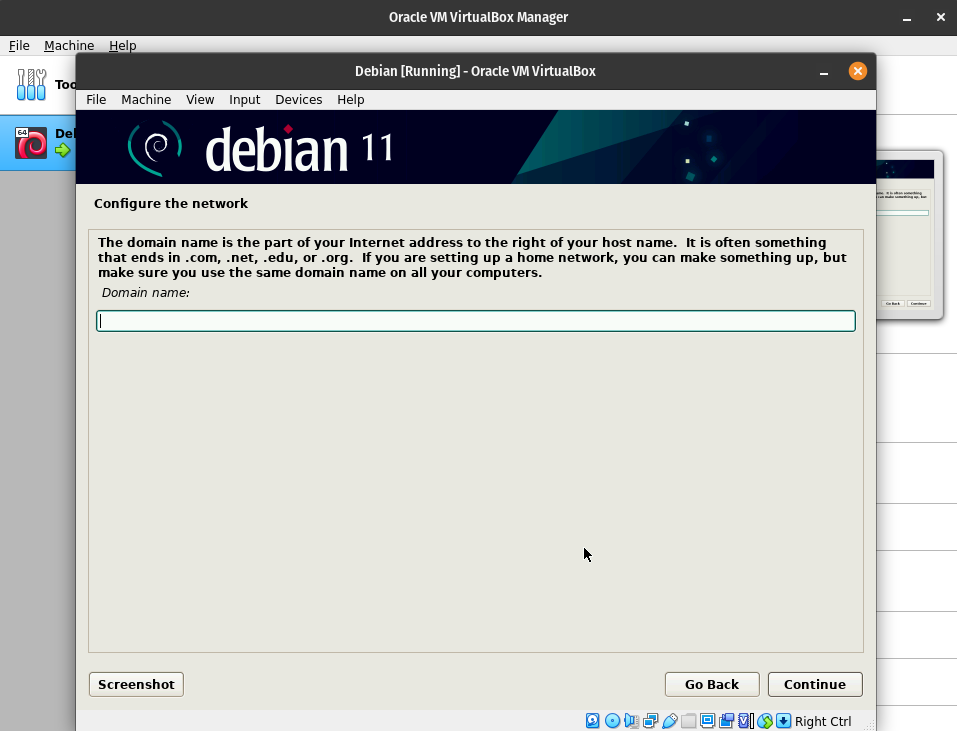 Oracle VM VirtualBox Manager
File Machine Help
Debian [Running] - Oracle VM VirtualBox
File Machine View Input Devices Help
64
debian 11
Configure the network
The domain name is the part of your Internet address to the right of your host name. It is often something
that ends in .com, .net, .edu, or .org. If you are setting up a home network, you can make something up, but
make sure you use the same domain name on all your computers.
Domain name:
Screenshot
Go Back
Continue
Right Ctrl